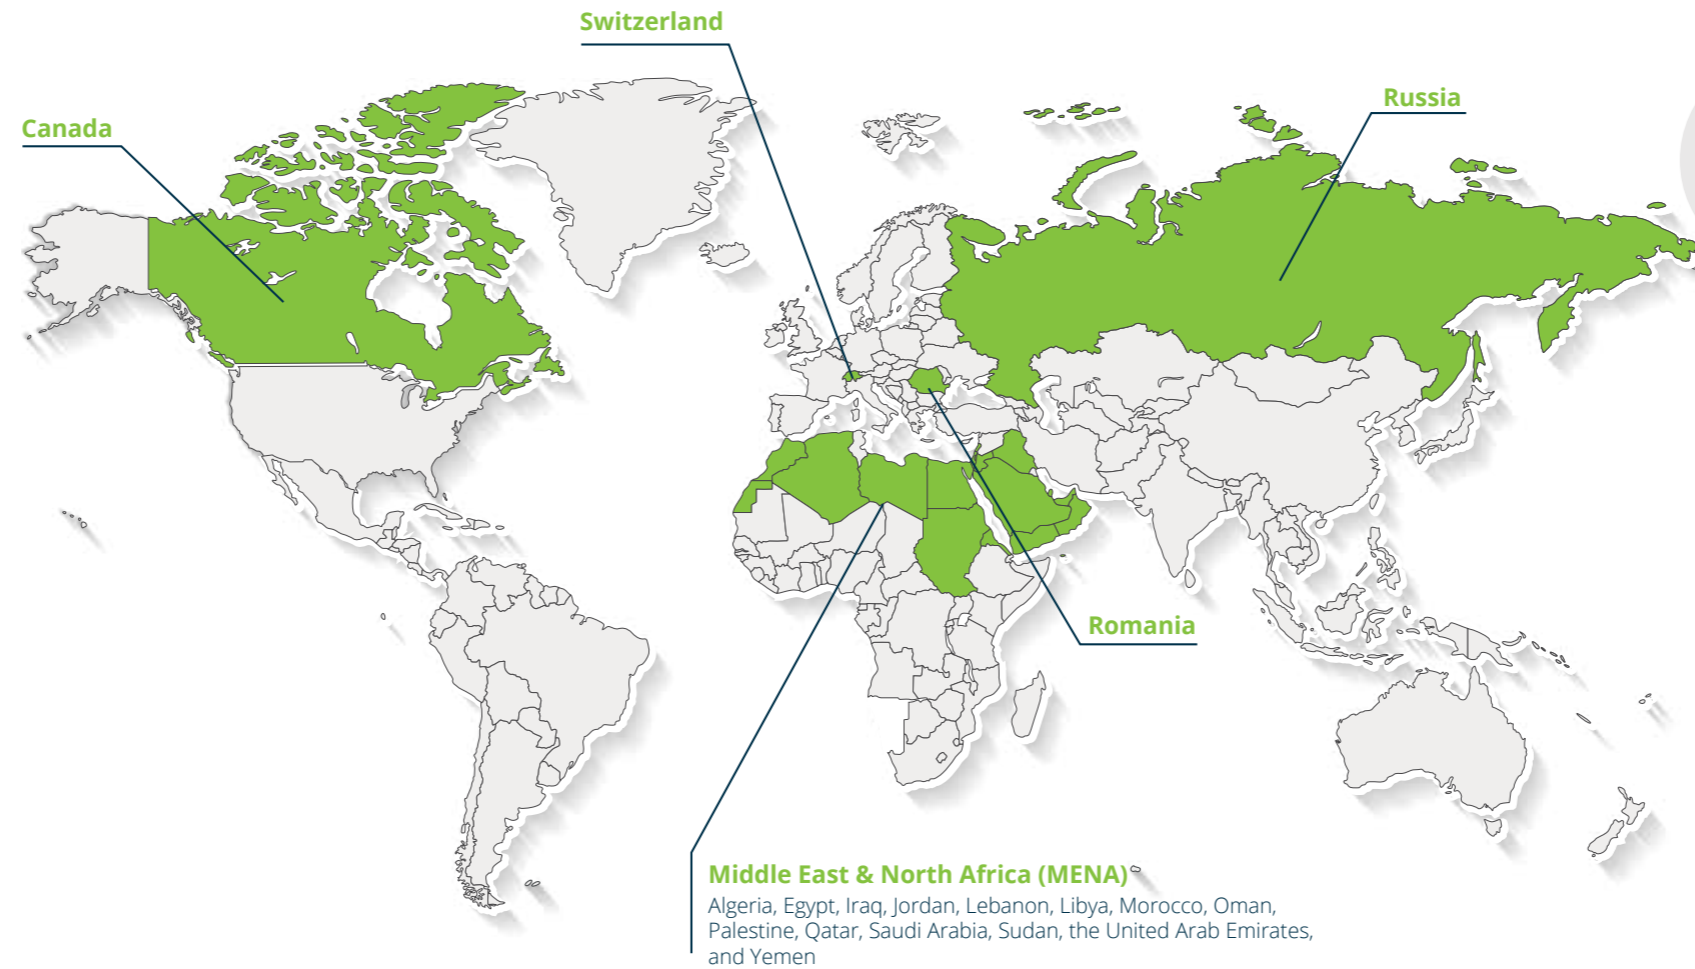 Switzerland
Russia
Canada
Romania
Middle East & North Africa (MENA)
Algeria, Egypt, Iraq, Jordan, Lebanon, Libya, Morocco, Oman,
Palestine, Qatar, Saudi Arabia, Sudan, the United Arab Emirates,
and Yemen